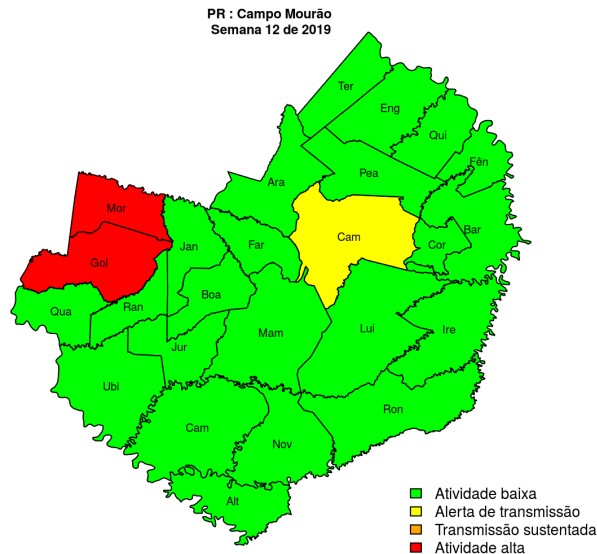 PR : Campo Mourão
Semana 12 de 2019
Ter
Eng
Qui
Fên
Pea
Ara
Mor
Cam
Bar
Cor
Jan
Far
Goi
Boa
Qua
Ran
Lui
Ire
Mam
Jur
Ubi
Ron
Cam
Nov
Alt
Atividade baixa
Alerta de transmissão
Transmissão sustentada
Atividade alta